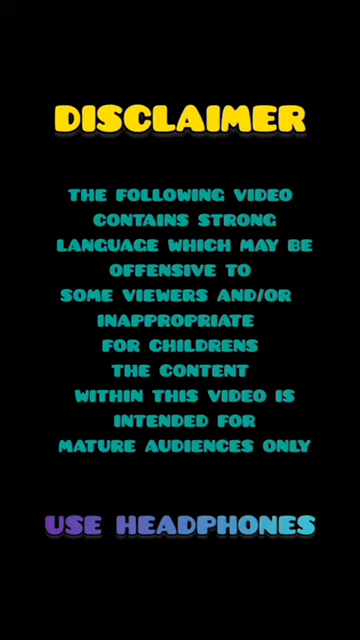 DISCLAIMER
THE FOLLOWING VIDEO
CONTAINS STRONG
LANGUAGE WHICH MAY BE
OFFENSIVE TO
SOME VIEWERS AND/OR
INAPPROPRIATE
FOR CHILDRENS
THE CONTENT
WITHIN THIS VIDEO IS
INTENDED FOR
MATURE AUDIENCES ONLY
USE HEADPHONES